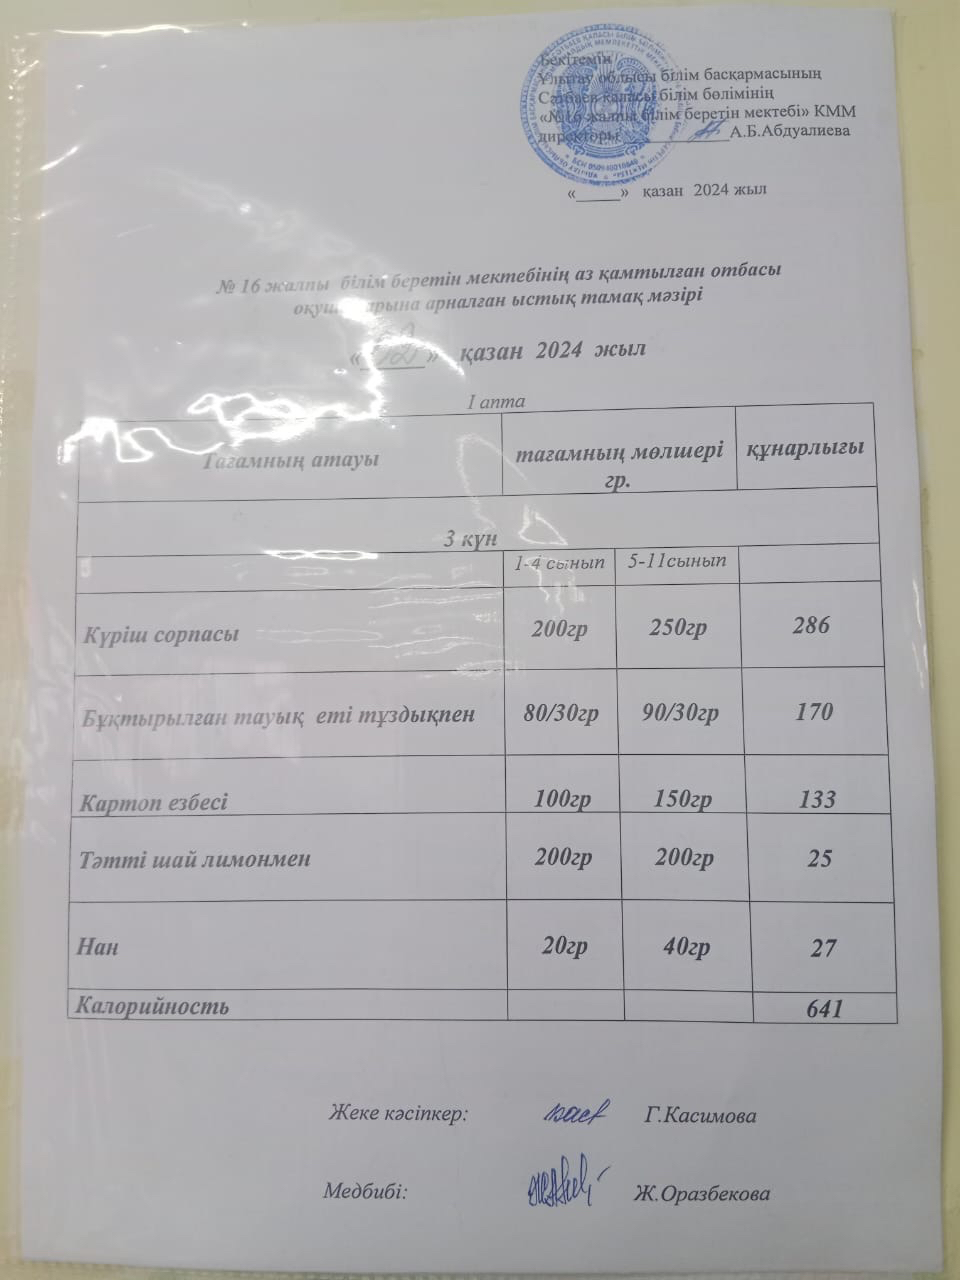 Бекітемін
Ұлытау облысы білім басқармасының
Сәтбаев қаласы білім бөлімінің
«№16 жалпы білім беретін мектебі» КММ
директоры ____________А.Б.Абдуалиева
«_____» қазан 2024 жыл
№ 16 жалпы білім беретін мектебінің аз қамтылған отбасы
арналған ыстық тамақ мәзірі
«02» қазан 2024 жыл
I апта
Тағамның атауы тағамның мөлшері гр. құнарлығы
3 күн
1-4 сынып 5-11сынып
Күріш сорпасы 200гр 250гр 286
Бұқтырылған тауық еті тұздықпен 80/30гр 90/30гр 170
Картоп езбесі 100гр 150гр 133
Тәтті шай лимонмен 200гр 200гр 25
Нан 20гр 40гр 27
Калорийность 641
Жеке кәсіпкер: Г.Касимова
Медбибі: Ж.Оразбекова